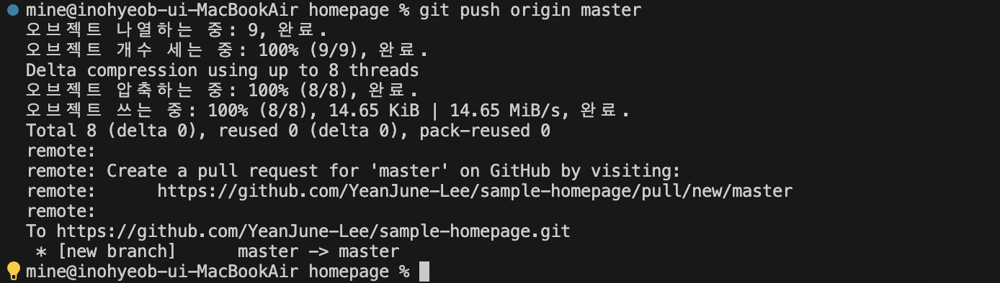 mine@inohyeob-ui-MacBookAir homepage % git push origin master
오브젝트 나열하는 중: 9, 완료.
오브젝트 개수 세는 중: 100% (9/9), 완료.
Delta compression using up to 8 threads
오브젝트 압축하는 중: 100% (8/8), 완료.
오브젝트 쓰는 중: 100% (8/8), 14.65 KiB | 14.65 MiB/s, 완료.
Total 8 (delta 0), reused 0 (delta 0), pack-reused 0
remote:
remote: Create a pull request for 'master' on GitHub by visiting:
remote:      https://github.com/YeanJune-Lee/sample-homepage/pull/new/master
remote:
To https://github.com/YeanJune-Lee/sample-homepage.git
 * [new branch]      master -> master
mine@inohyeob-ui-MacBookAir homepage %